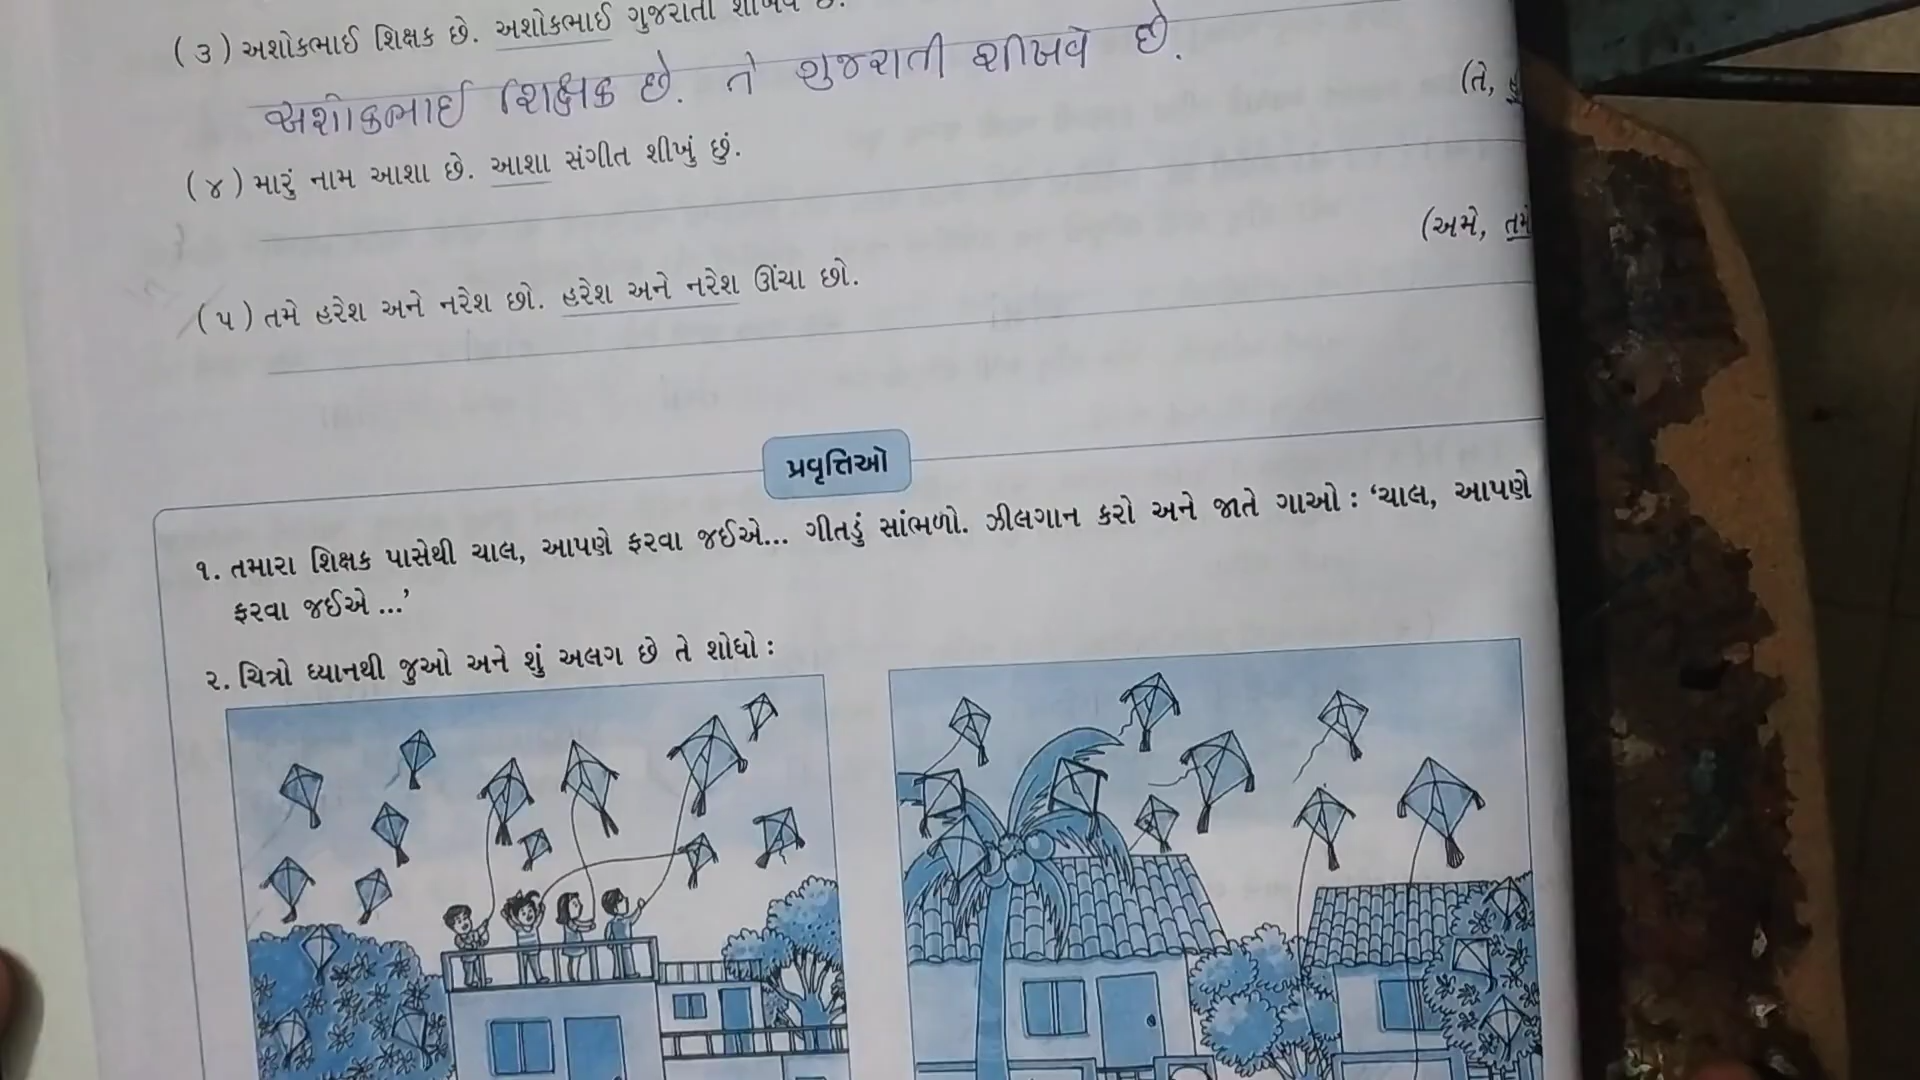 (૩) અશોકભાઈ શિક્ષક છે. અશોકભાઈ ગુજરાતી શીખવે છે.
અશોકભાઈ શિક્ષક છે. તે ગુજરાતી શીખવે છે.
(તે,
(૪) મારું નામ આશા છે. આશા સંગીત શીખું છું.
(અમે, તમે
(૫) તમે હરેશ અને નરેશ છો. હરેશ અને નરેશ ઊંચા છો.
પ્રવૃત્તિઓ
૧. તમારા શિક્ષક પાસેથી ચાલ, આપણે ફરવા જઈએ... ગીતડું સાંભળો. ઝીલગાન કરો અને જાતે ગાઓ : ‘ચાલ, આપણે
ફરવા જઈએ ...’
૨. ચિત્રો ધ્યાનથી જુઓ અને શું અલગ છે તે શોધો :